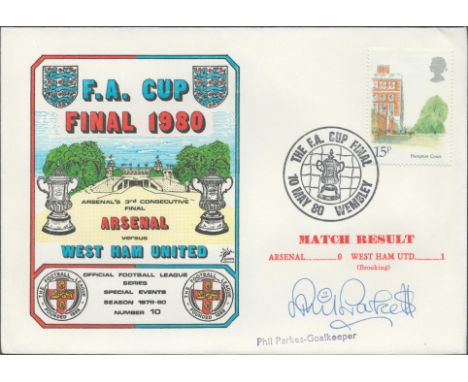 F.A. CUP
FINAL 1980
ARSENAL'S 3rd CONSECUTIVE
FINAL
ARSENAL
versus
WEST HAM UNITED
OFFICIAL FOOTBALL LEAGUE
SERIES
SPECIAL EVENTS
SEASON 1979-80
NUMBER 10
THE FOOTBALL LEAGUE
FOUNDED 1888
THE FOOTBALL LEAGUE
FOUNDED 1888
15P
Hampton Court
THE F.A. CUP FINAL
10 MAY 80 WEMBLEY
MATCH RESULT
ARSENAL.........0 WEST HAM UTD.........1
(Brooking)
Phil Parkes
Phil Parkes-Goalkeeper